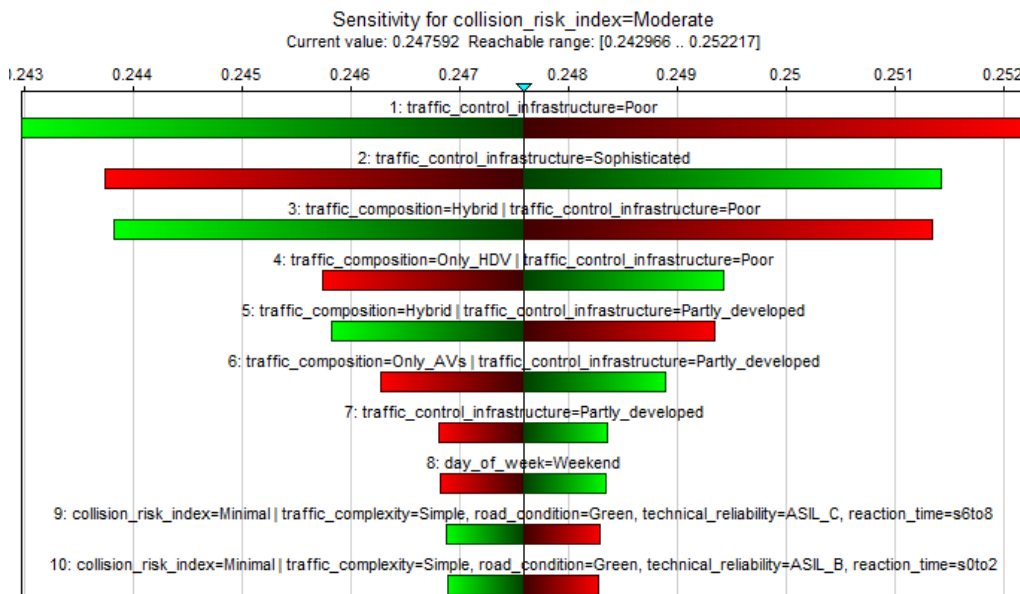 Sensitivity for collision_risk_index=Moderate
Current value: 0.247592 Reachable range: [0.242966 .. 0.252217]
0.243 0.244 0.245 0.246 0.247 0.248 0.249 0.25 0.251 0.252
1: traffic_control_infrastructure=Poor
2: traffic_control_infrastructure=Sophisticated
3: traffic_composition=Hybrid | traffic_control_infrastructure=Poor
4: traffic_composition=Only_HDV | traffic_control_infrastructure=Poor
5: traffic_composition=Hybrid | traffic_control_infrastructure=Partly_developed
6: traffic_composition=Only_AVs | traffic_control_infrastructure=Partly_developed
7: traffic_control_infrastructure=Partly_developed
8: day_of_week=Weekend
9: collision_risk_index=Minimal | traffic_complexity=Simple, road_condition=Green, technical_reliability=ASIL_C, reaction_time=s6to8
10: collision_risk_index=Minimal | traffic_complexity=Simple, road_condition=Green, technical_reliability=ASIL_B, reaction_time=s0to2